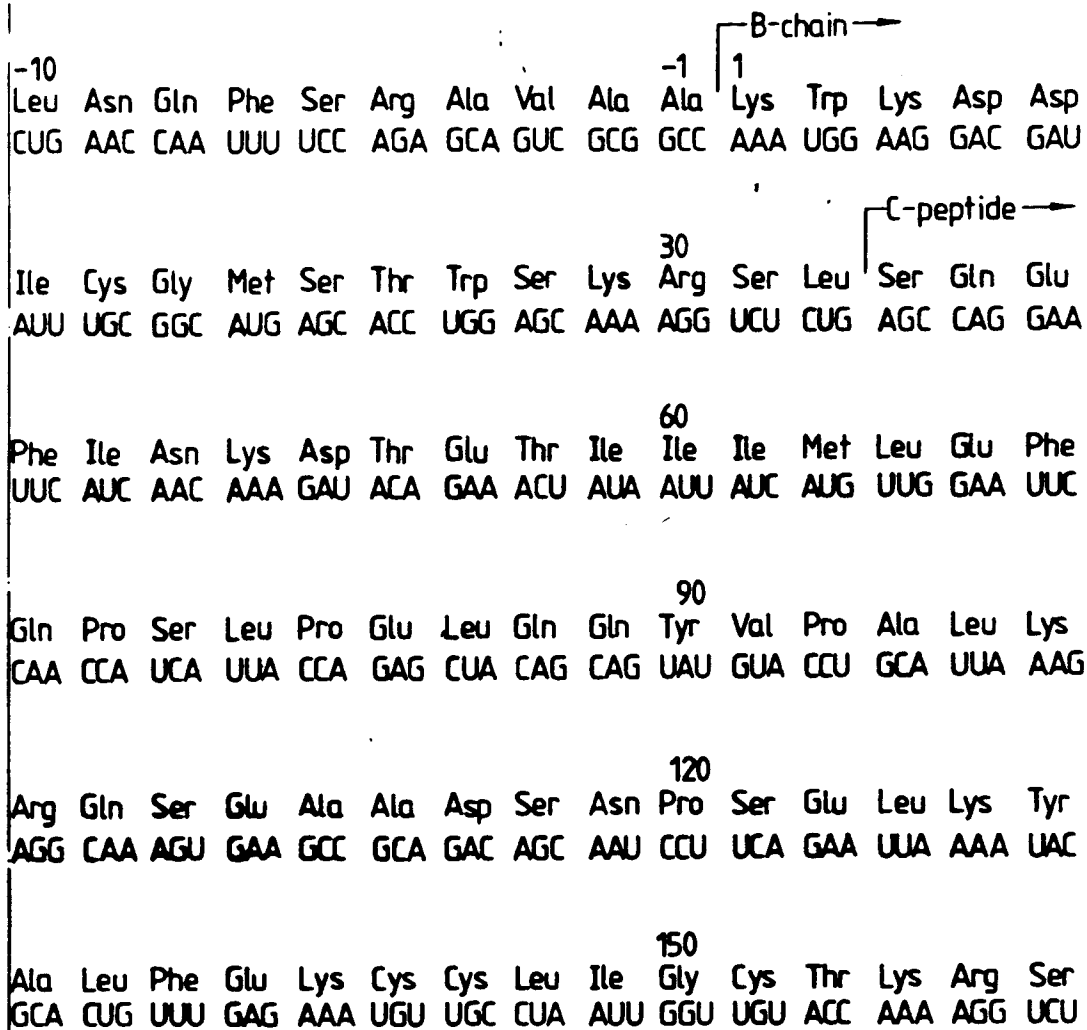 B-chain
-10 -1 1
Leu Asn Gln Phe Ser Arg Ala Val Ala Ala Lys Trp Lys Asp Asp
CUG AAC CAA UUU UCC AGA GCA GUC GCG GCC AAA UGG AAG GAC GAU
C-peptide
30
Ile Cys Gly Met Ser Thr Trp Ser Lys Arg Ser Leu Ser Gln Glu
AUU UGC GGC AUG AGC ACC UGG AGC AAA AGG UCU CUG AGC CAG GAA
60
Phe Ile Asn Lys Asp Thr Glu Thr Ile Ile Ile Met Leu Glu Phe
UUC AUC AAC AAA GAU ACA GAA ACU AUA AUU AUC AUG UUG GAA UUC
90
Gln Pro Ser Leu Pro Glu Leu Gln Gln Tyr Val Pro Ala Leu Lys
CAA CCA UCA UUA CCA GAG CUA CAG CAG UAU GUA CCU GCA UUA AAG
120
Arg Gln Ser Glu Ala Ala Asp Ser Asn Pro Ser Glu Leu Lys Tyr
AGG CAA AGU GAA GCC GCA GAC AGC AAU CCU UCA GAA UUA AAA UAC
150
Ala Leu Phe Glu Lys Cys Cys Leu Ile Gly Cys Thr Lys Arg Ser
GCA CUG UUU GAG AAA UGU UGC CUA AUU GGU UGU ACC AAA AGG UCU